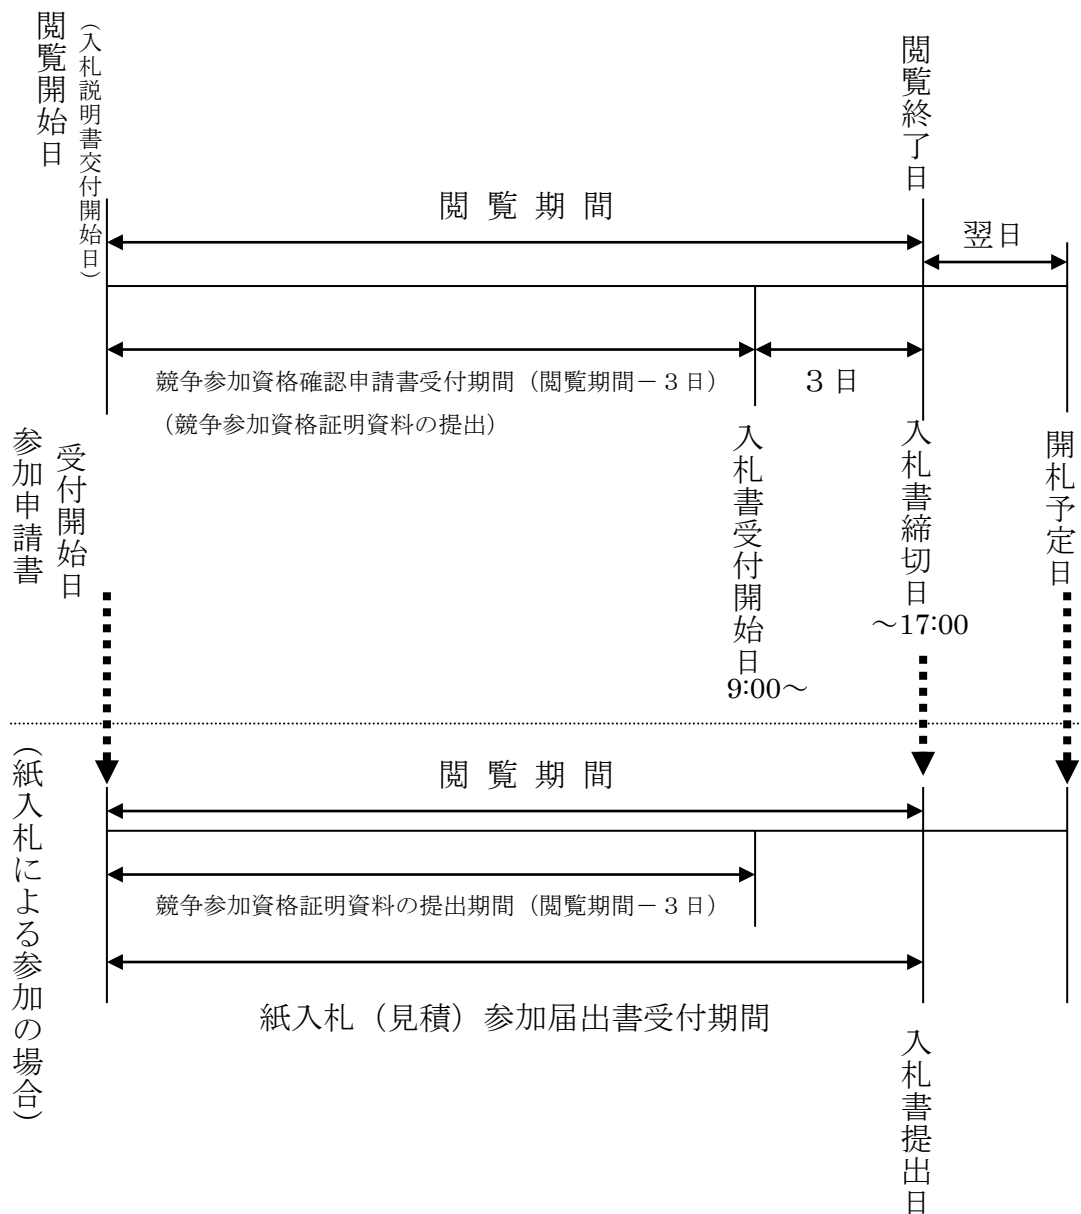 閲覧開始日
（入札説明書交付開始日）
閲覧終了日
閲 覧 期 間
翌日
競争参加資格確認申請書受付期間（閲覧期間－３日）
（競争参加資格証明資料の提出）
３日
参加申請書
受付開始日
入札書受付開始日
9:00～
入札書締切日
～17:00
開札予定日
（紙入札による参加の場合）
閲 覧 期 間
競争参加資格証明資料の提出期間（閲覧期間－３日）
紙入札（見積）参加届出書受付期間
入札書提出日